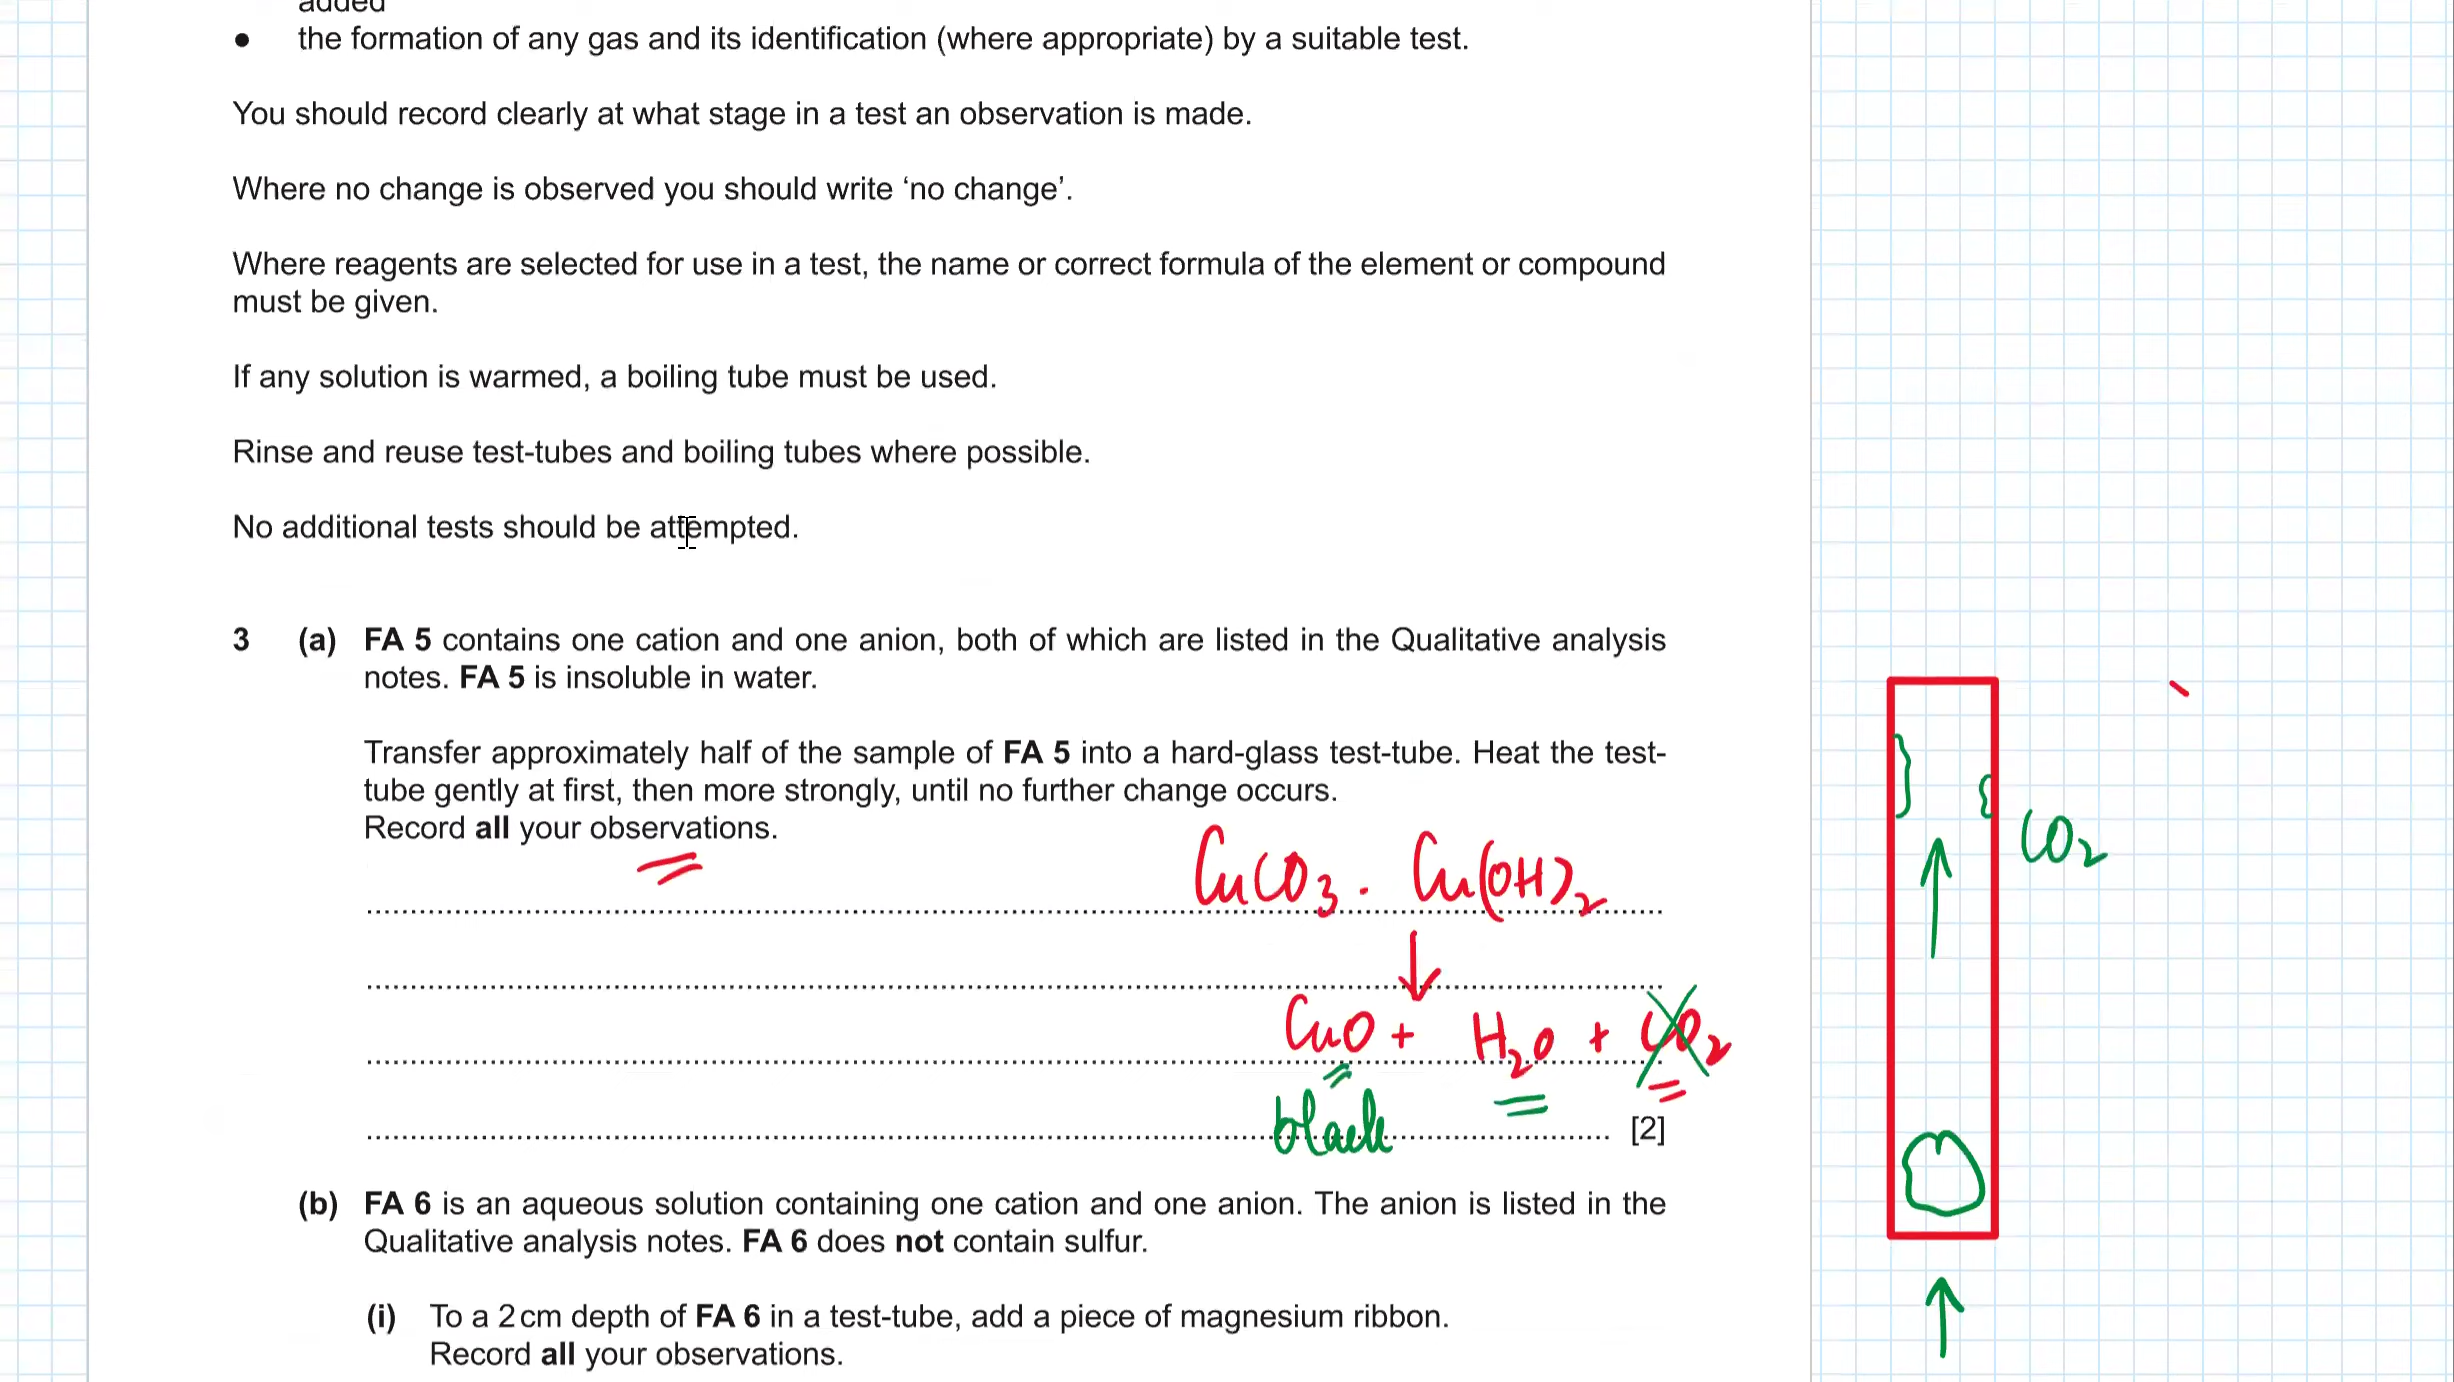 added
● the formation of any gas and its identification (where appropriate) by a suitable test.
You should record clearly at what stage in a test an observation is made.
Where no change is observed you should write ‘no change’.
Where reagents are selected for use in a test, the name or correct formula of the element or compound
must be given.
If any solution is warmed, a boiling tube must be used.
Rinse and reuse test-tubes and boiling tubes where possible.
No additional tests should be attempted.
3 (a) FA 5 contains one cation and one anion, both of which are listed in the Qualitative analysis
notes. FA 5 is insoluble in water.
Transfer approximately half of the sample of FA 5 into a hard-glass test-tube. Heat the test-
tube gently at first, then more strongly, until no further change occurs.
Record all your observations.
CuCO₃ . Cu(OH)₂
CO₂
CuO + H₂O + CO₂
black
[2]
(b) FA 6 is an aqueous solution containing one cation and one anion. The anion is listed in the
Qualitative analysis notes. FA 6 does not contain sulfur.
(i) To a 2 cm depth of FA 6 in a test-tube, add a piece of magnesium ribbon.
Record all your observations.